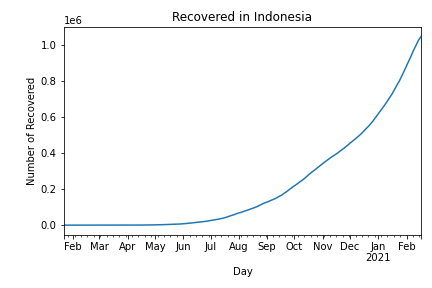 Recovered in Indonesia
1e6
1.0
0.8
0.6
0.4
0.2
0.0
Number of Recovered
Feb Mar Apr May Jun Jul Aug Sep Oct Nov Dec Jan Feb
2021
Day